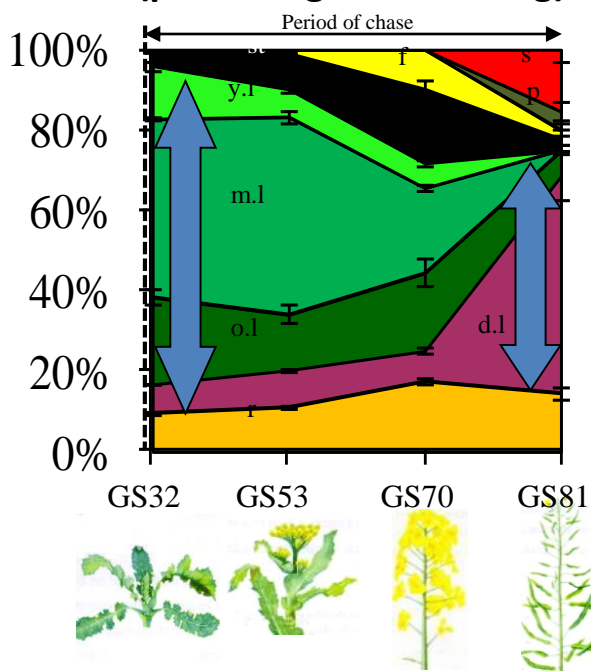 Period of chase
100%
80%
60%
40%
20%
0%
st
f
s
p
y.l
m.l
o.l
d.l
r
GS32 GS53 GS70 GS81